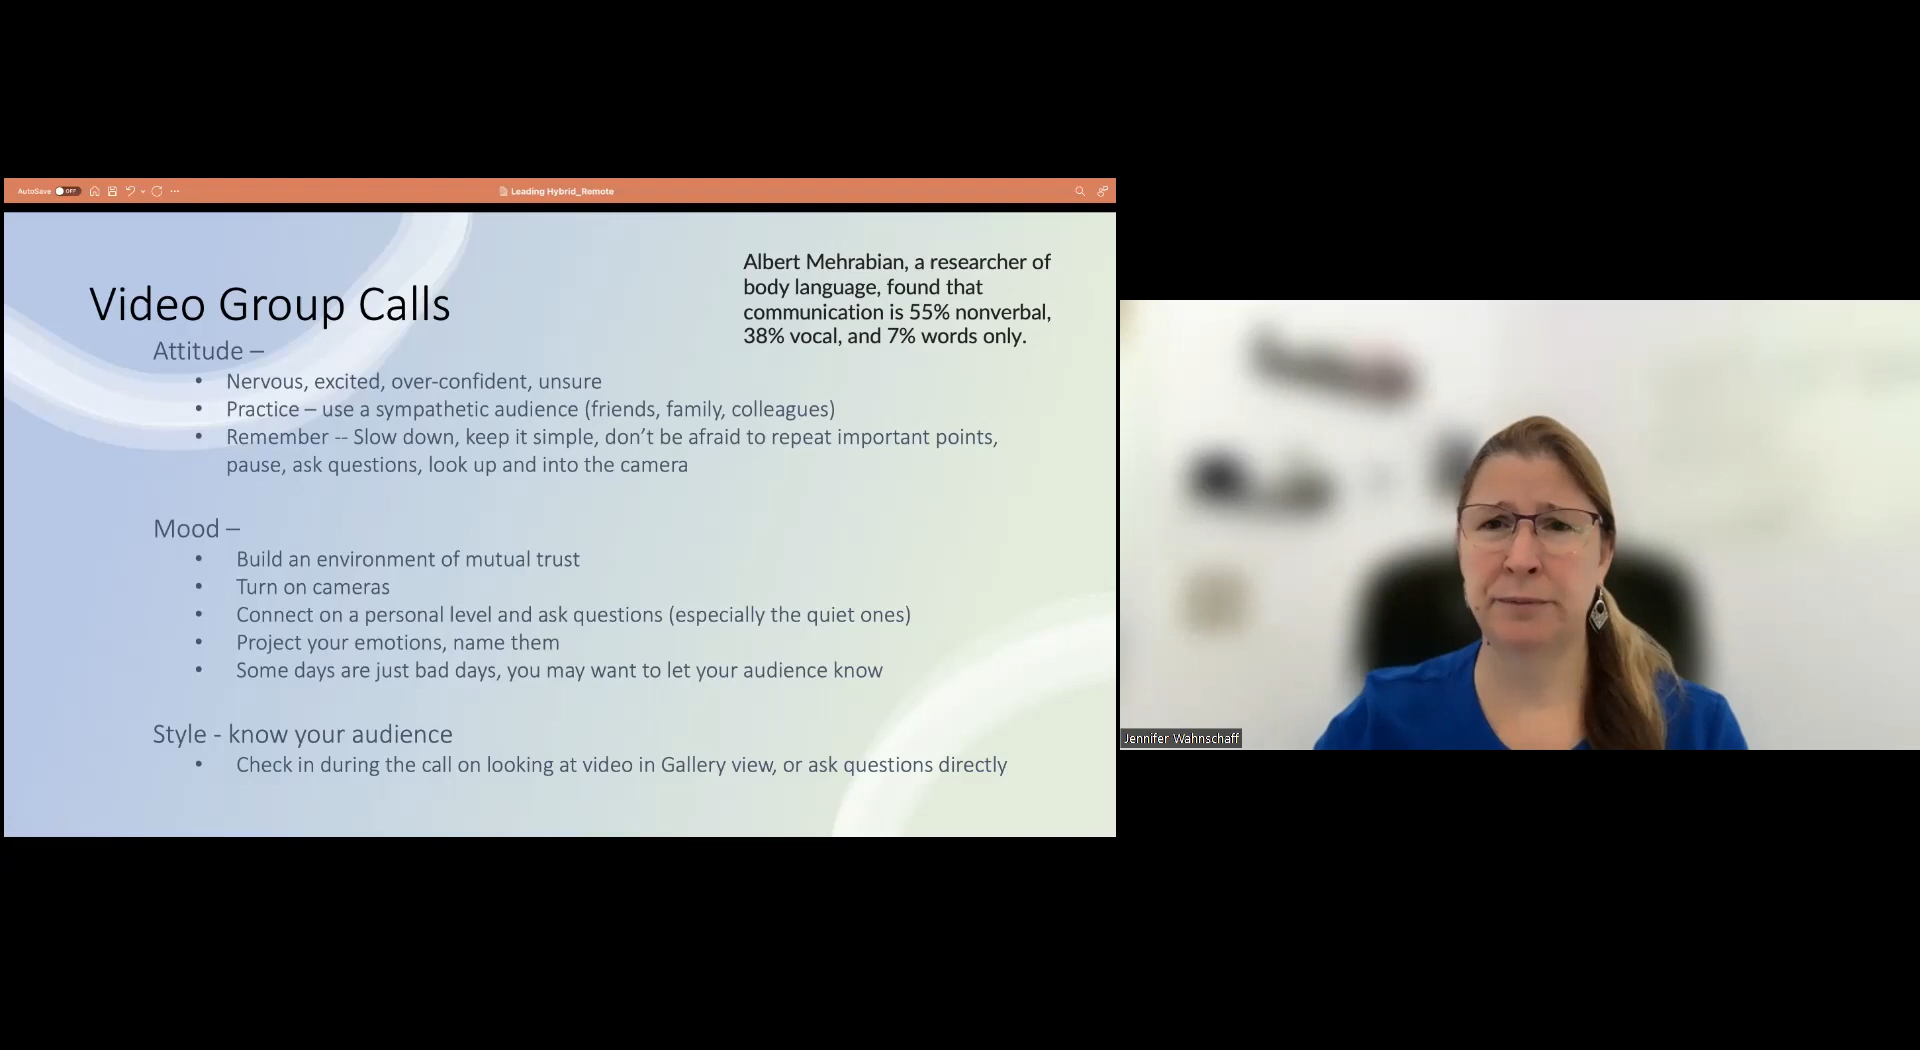 AutoSave OFF
Leading Hybrid_Remote
Video Group Calls
Albert Mehrabian, a researcher of
body language, found that
communication is 55% nonverbal,
38% vocal, and 7% words only.
Attitude –
• Nervous, excited, over-confident, unsure
• Practice – use a sympathetic audience (friends, family, colleagues)
• Remember -- Slow down, keep it simple, don’t be afraid to repeat important points,
pause, ask questions, look up and into the camera
Mood –
• Build an environment of mutual trust
• Turn on cameras
• Connect on a personal level and ask questions (especially the quiet ones)
• Project your emotions, name them
• Some days are just bad days, you may want to let your audience know
Style - know your audience
• Check in during the call on looking at video in Gallery view, or ask questions directly
Jennifer Wahnschaff